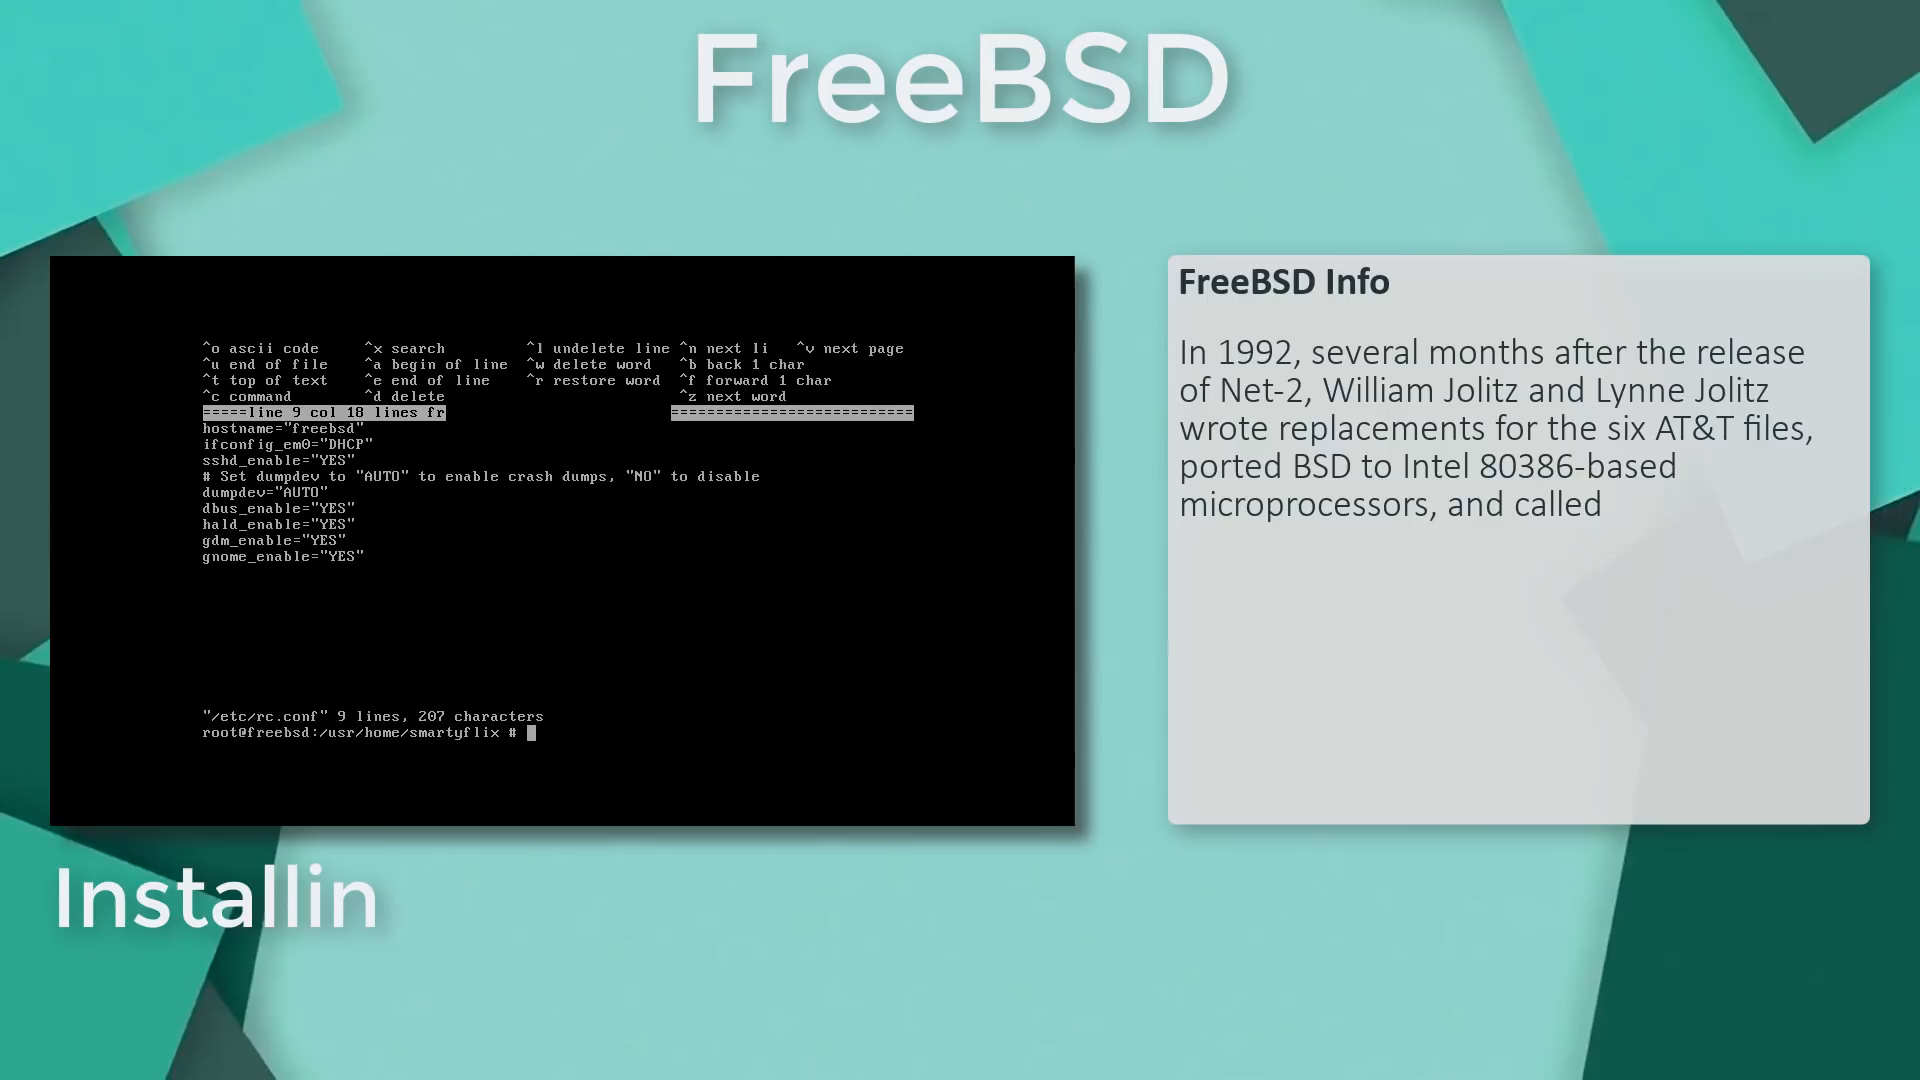 FreeBSD
^o ascii code ^x search ^l undelete line ^n next li ^v next page
^u end of file ^a begin of line ^w delete word ^b back 1 char
^t top of text ^e end of line ^r restore word ^f forward 1 char
^c command ^d delete ^z next word
=====line 9 col 18 lines fr ===========================
hostname="freebsd"
ifconfig_em0="DHCP"
sshd_enable="YES"
# Set dumpdev to "AUTO" to enable crash dumps, "NO" to disable
dumpdev="AUTO"
dbus_enable="YES"
hald_enable="YES"
gdm_enable="YES"
gnome_enable="YES"
"/etc/rc.conf" 9 lines, 207 characters
root@freebsd:/usr/home/smartyflix #
FreeBSD Info
In 1992, several months after the release
of Net-2, William Jolitz and Lynne Jolitz
wrote replacements for the six AT&T files,
ported BSD to Intel 80386-based
microprocessors, and called
Installin